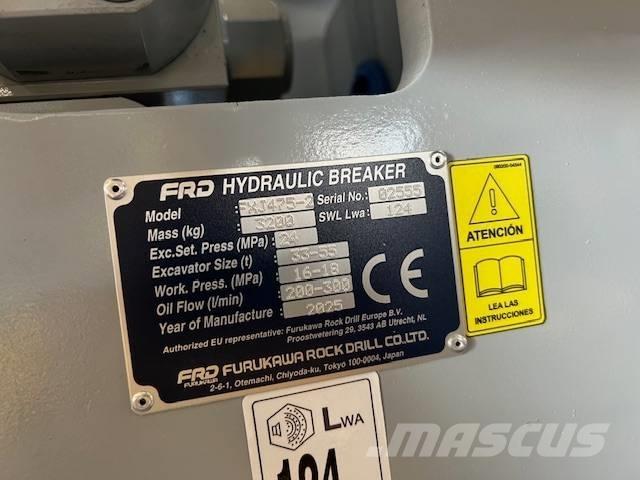 FRD HYDRAULIC BREAKER
Model FXJ475-2 Serial No.: 02555
Mass (kg) 3200 SWL Lwa: 124
Exc.Set. Press (MPa) 24
Excavator Size (t) 33-55
Work. Press. (MPa) 16-18
Oil Flow (l/min) 200-300
Year of Manufacture 2025
CE
Authorized EU representative: Furukawa Rock Drill Europe B.V.
Proostwetering 29, 3543 AB Utrecht, NL
FRD FURUKAWA ROCK DRILL CO.LTD.
FURUKAWA
2-6-1, Otemachi, Chiyoda-ku, Tokyo 100-0004, Japan
ATENCIÓN
LEA LAS
INSTRUCCIONES
LWA
MASCUS